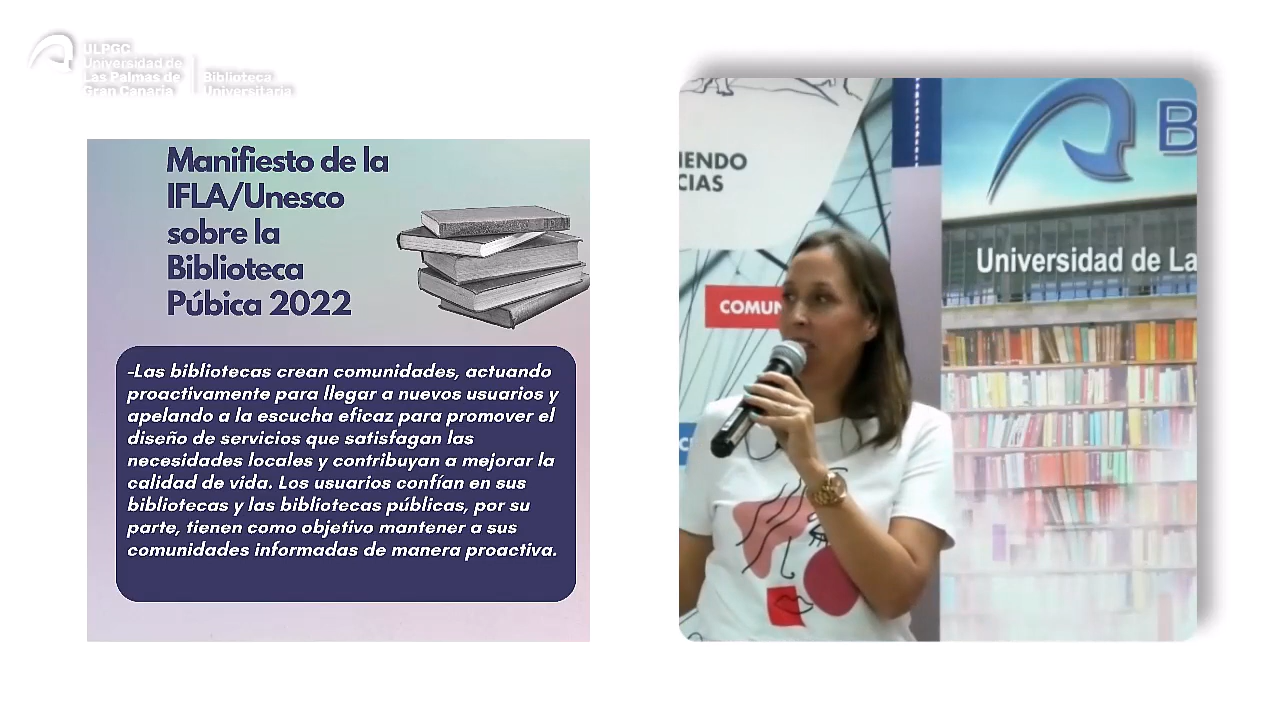 ULPGC
Universidad de
Las Palmas de
Gran Canaria
Biblioteca
Universitaria
Manifiesto de la
IFLA/Unesco
sobre la
Biblioteca
Púbica 2022
-Las bibliotecas crean comunidades, actuando
proactivamente para llegar a nuevos usuarios y
apelando a la escucha eficaz para promover el
diseño de servicios que satisfagan las
necesidades locales y contribuyan a mejorar la
calidad de vida. Los usuarios confían en sus
bibliotecas y las bibliotecas públicas, por su
parte, tienen como objetivo mantener a sus
comunidades informadas de manera proactiva.
IENDO
CIAS
COMUN
B
Universidad de La